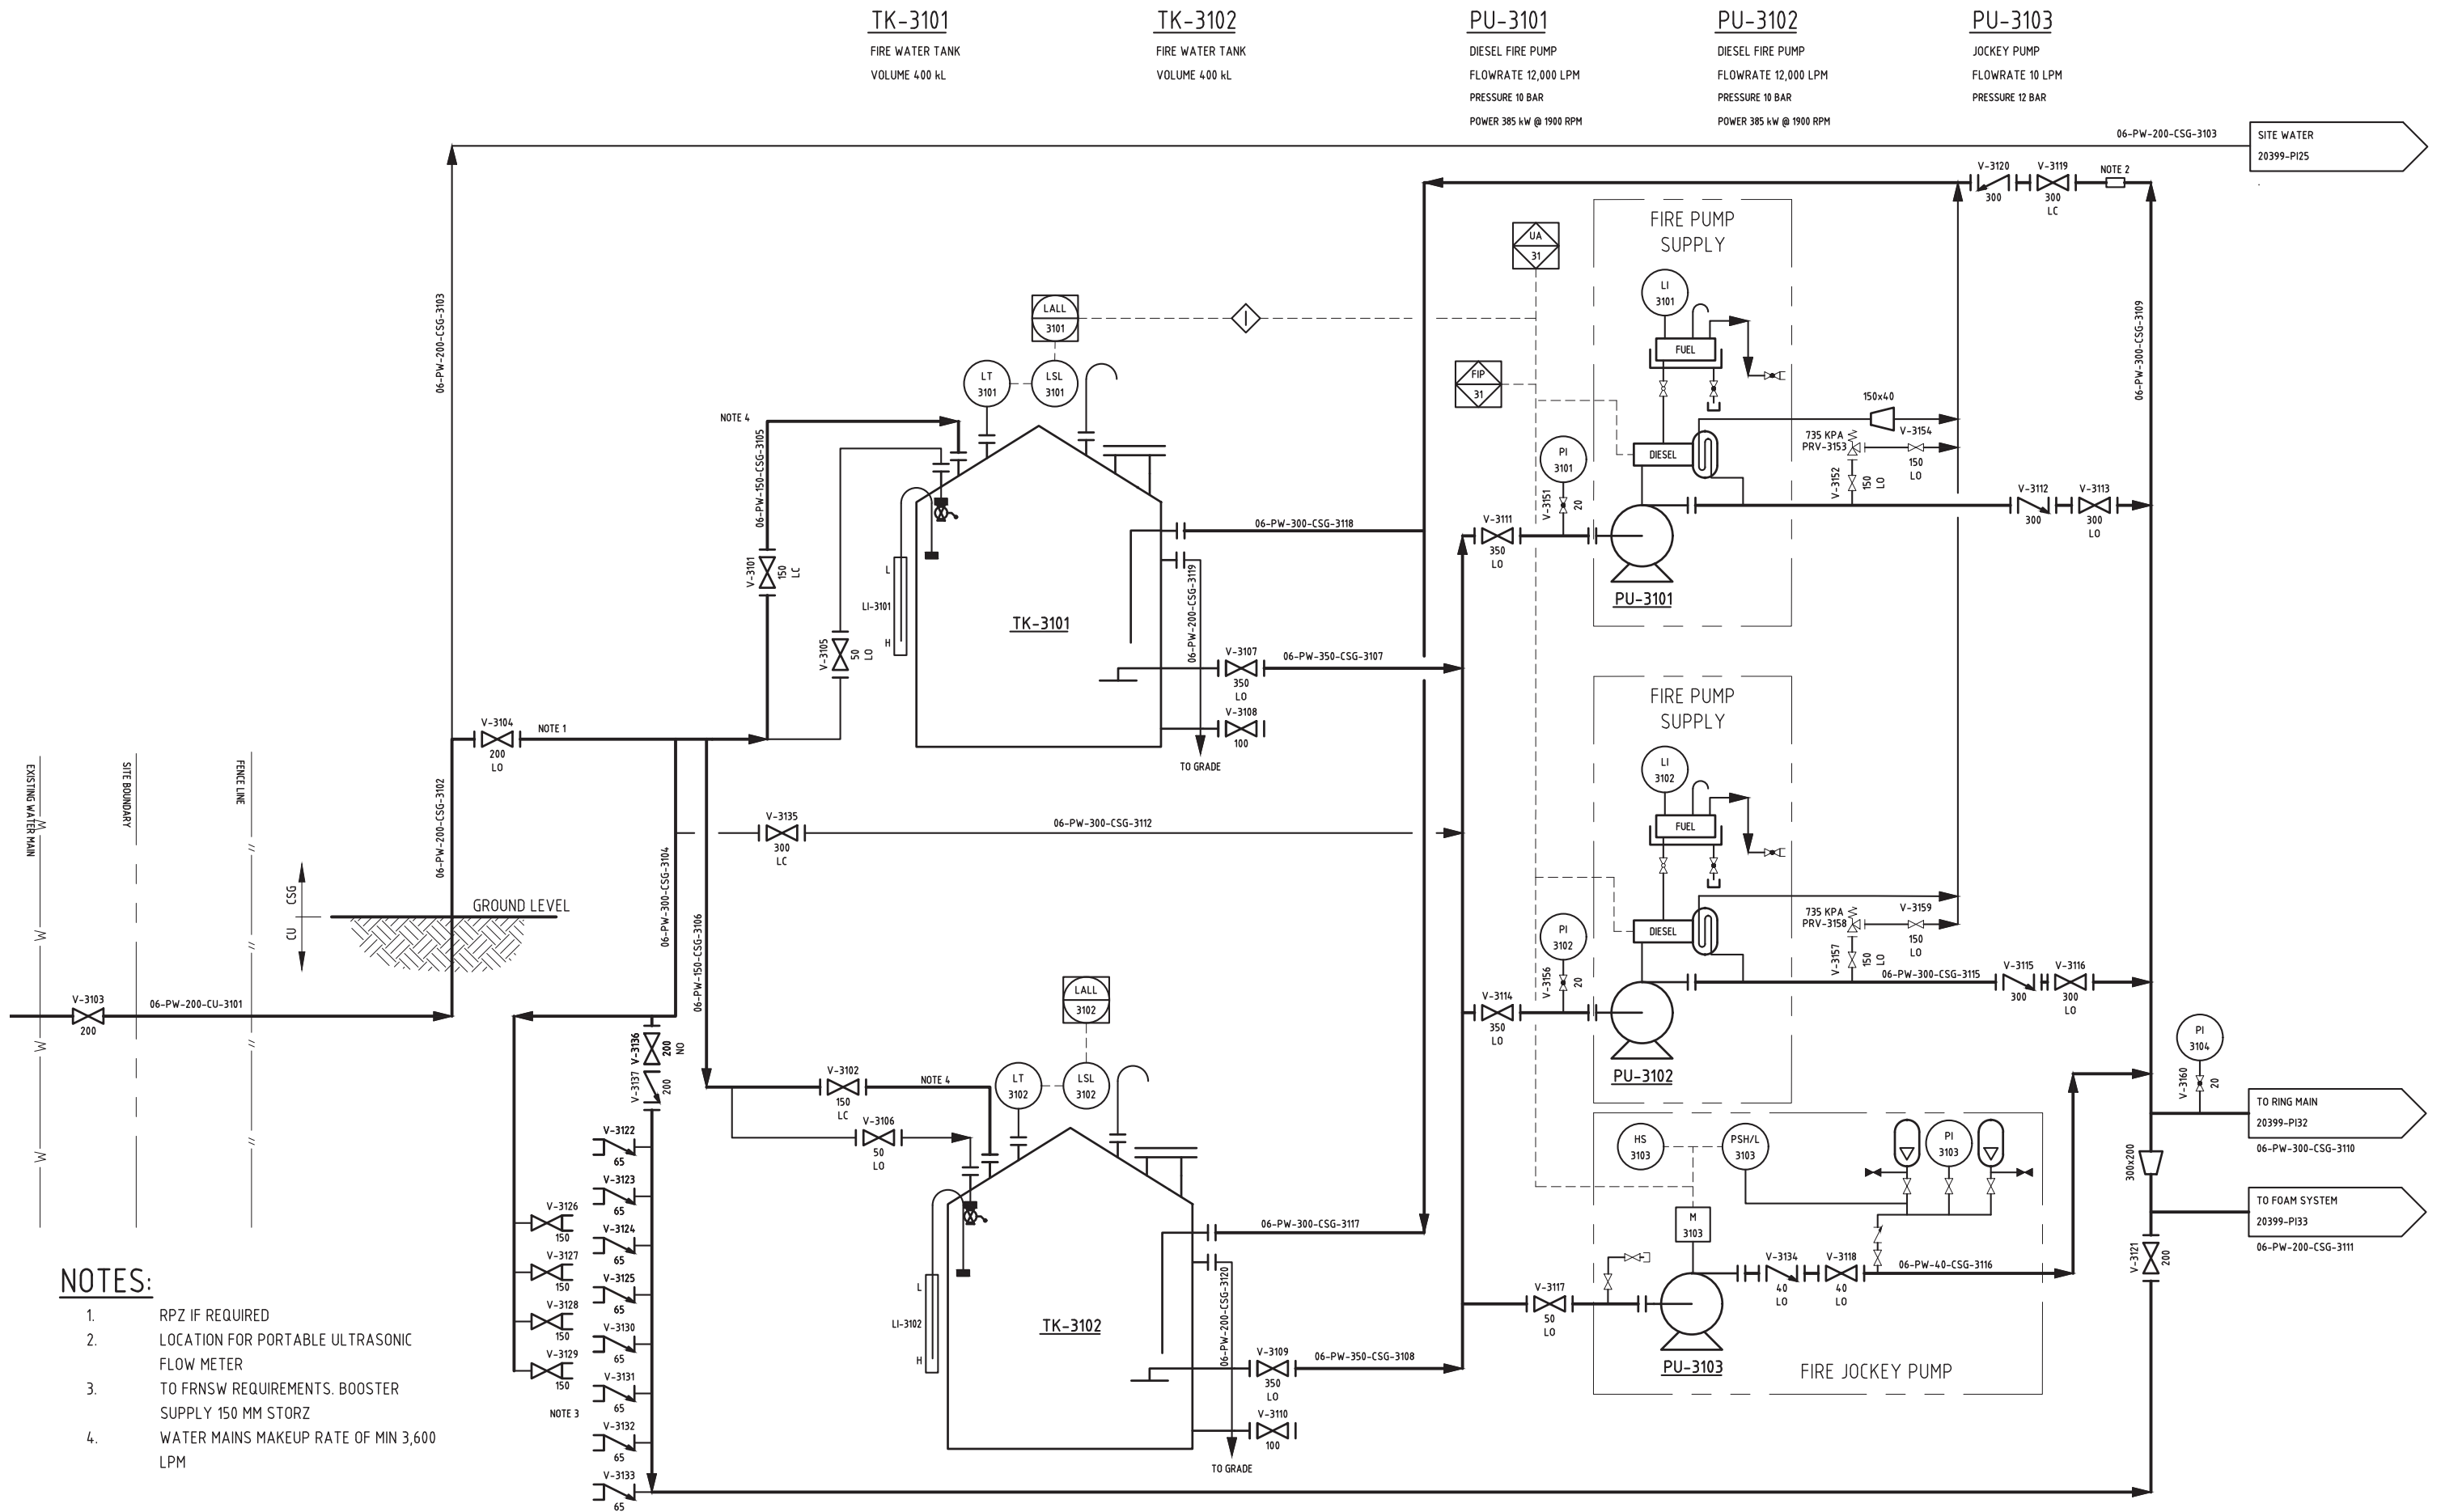 TK-3101
FIRE WATER TANK
VOLUME 400 kL
TK-3102
FIRE WATER TANK
VOLUME 400 kL
PU-3101
DIESEL FIRE PUMP
FLOWRATE 12,000 LPM
PRESSURE 10 BAR
POWER 385 kW @ 1900 RPM
PU-3102
DIESEL FIRE PUMP
FLOWRATE 12,000 LPM
PRESSURE 10 BAR
POWER 385 kW @ 1900 RPM
PU-3103
JOCKEY PUMP
FLOWRATE 10 LPM
PRESSURE 12 BAR
06-PW-200-CSG-3103
SITE WATER
20399-PI25
V-3120
300
V-3119
300
LC
NOTE 2
06-PW-200-CSG-3103
UA
31
FIP
31
LALL
3101
LT
3101
LSL
3101
NOTE 4
06-PW-150-CSG-3105
V-3101
150
LC
V-3105
50
LO
L
LI-3101
H
TK-3101
06-PW-300-CSG-3118
06-PW-200-CSG-3119
V-3107
350
LO
06-PW-350-CSG-3107
V-3108
100
TO GRADE
FIRE PUMP
SUPPLY
LI
3101
FUEL
DIESEL
PI
3101
V-3151
20
V-3111
350
LO
PU-3101
150x40
735 KPA
PRV-3153
V-3154
150
LO
V-3152
150
LO
V-3112
300
V-3113
300
LO
06-PW-300-CSG-3109
V-3104
200
LO
NOTE 1
EXISTING WATER MAIN
W
W
W
W
SITE BOUNDARY
FENCE LINE
CSG
CU
GROUND LEVEL
06-PW-200-CSG-3102
V-3103
200
06-PW-200-CU-3101
V-3135
300
LC
06-PW-300-CSG-3112
06-PW-300-CSG-3104
06-PW-150-CSG-3106
FIRE PUMP
SUPPLY
LI
3102
FUEL
DIESEL
PI
3102
V-3156
20
V-3114
350
LO
PU-3102
735 KPA
PRV-3158
V-3159
150
LO
V-3157
150
LO
06-PW-300-CSG-3115
V-3115
300
V-3116
300
LO
V-3136
200
NO
V-3137
200
V-3122
65
V-3123
65
V-3124
65
V-3125
65
V-3130
65
V-3131
65
V-3132
65
V-3133
65
V-3126
150
V-3127
150
V-3128
150
V-3129
150
NOTE 3
V-3102
150
LC
NOTE 4
V-3106
50
LO
LALL
3102
LT
3102
LSL
3102
L
LI-3102
H
TK-3102
06-PW-300-CSG-3117
06-PW-200-CSG-3120
V-3109
350
LO
06-PW-350-CSG-3108
V-3110
100
TO GRADE
HS
3103
PSH/L
3103
PI
3103
M
3103
V-3117
50
LO
PU-3103
V-3134
40
LO
V-3118
40
LO
06-PW-40-CSG-3116
FIRE JOCKEY PUMP
PI
3104
V-3160
20
TO RING MAIN
20399-PI32
06-PW-300-CSG-3110
300x200
TO FOAM SYSTEM
20399-PI33
06-PW-200-CSG-3111
V-3121
200
NOTES:
1. RPZ IF REQUIRED
2. LOCATION FOR PORTABLE ULTRASONIC
FLOW METER
3. TO FRNSW REQUIREMENTS. BOOSTER
SUPPLY 150 MM STORZ
4. WATER MAINS MAKEUP RATE OF MIN 3,600
LPM